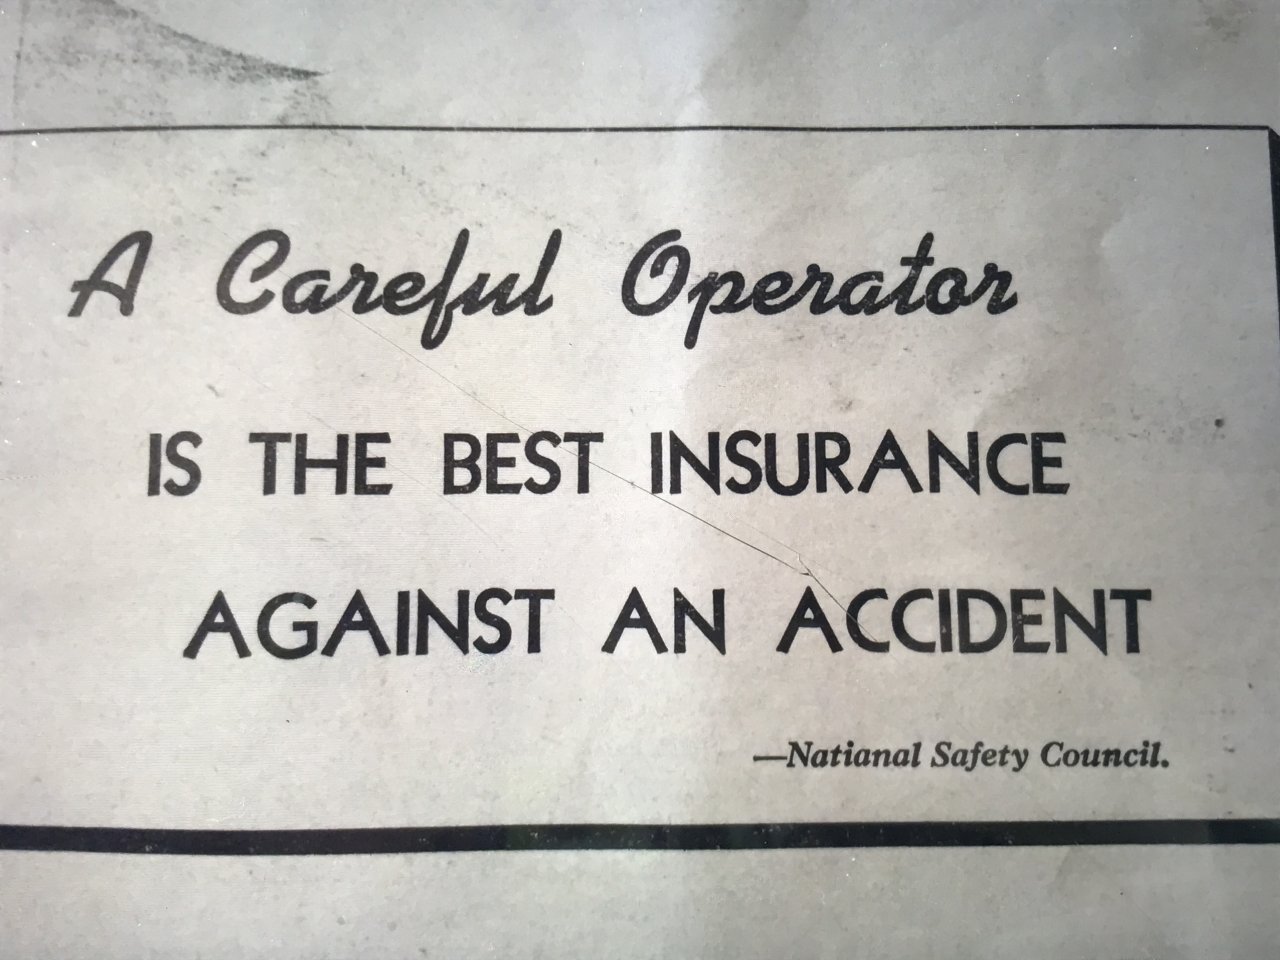 A Careful Operator
IS THE BEST INSURANCE
AGAINST AN ACCIDENT
—Natianal Safety Council.